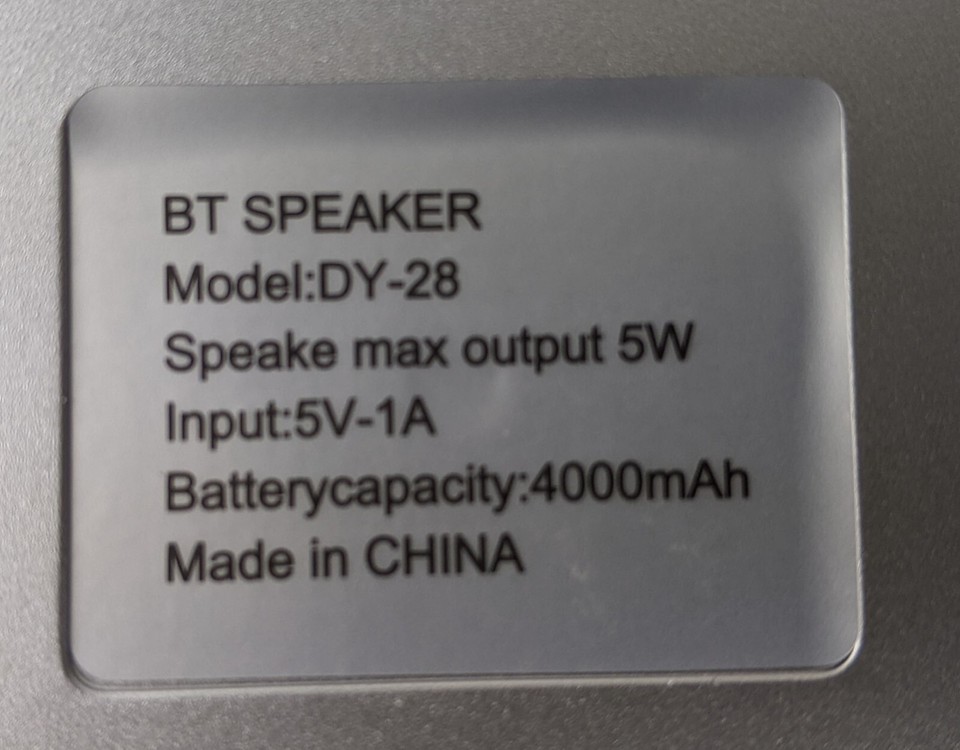 BT SPEAKER
Model:DY-28
Speake max output 5W
Input:5V-1A
Batterycapacity:4000mAh
Made in CHINA